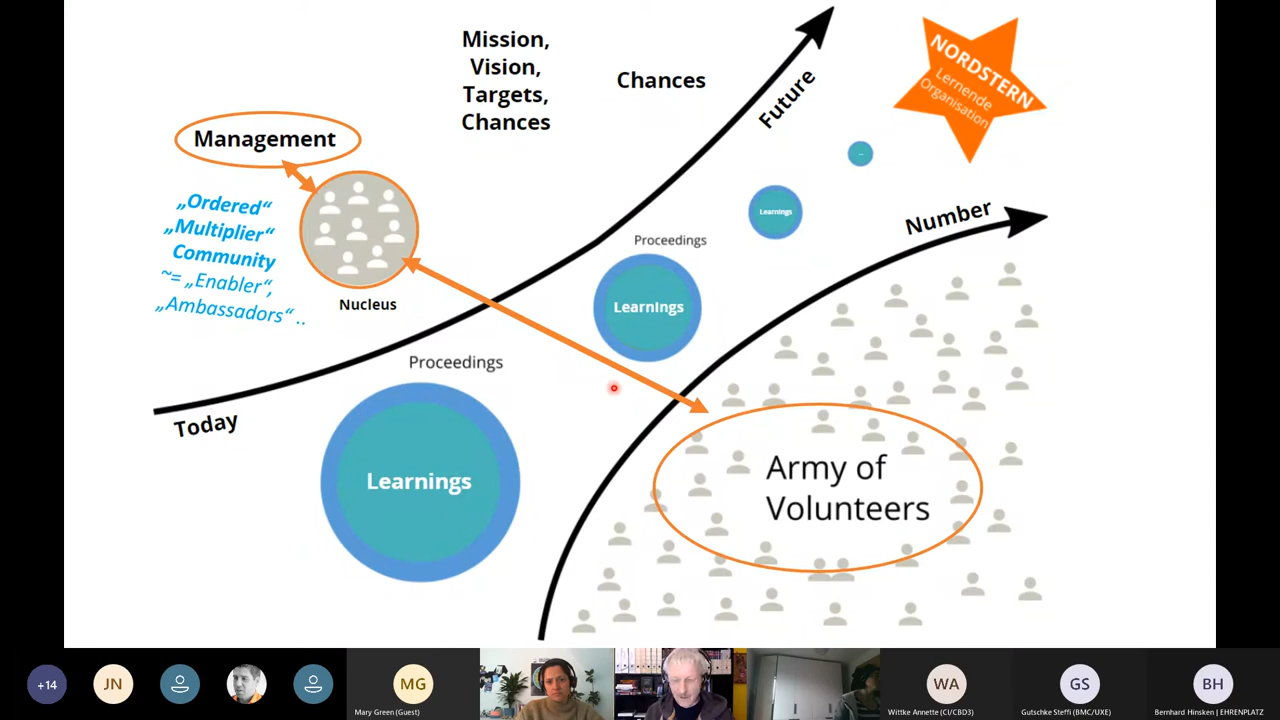 Mission,
Vision,
Targets,
Chances
Chances
Future
NORDSTERN
Lernende
Organisation
Management
„Ordered“
„Multiplier“
Community
~= „Enabler“,
„Ambassadors“ ..
Nucleus
Number
Proceedings
Learnings
Learnings
...
Proceedings
Today
Learnings
Army of
Volunteers
+14
JN
MG
Mary Green (Guest)
WA
Wittke Annette (CI/CBD3)
GS
Gutschke Steffi (BMC/UXE)
BH
Bernhard Hinsken | EHRENPLATZ